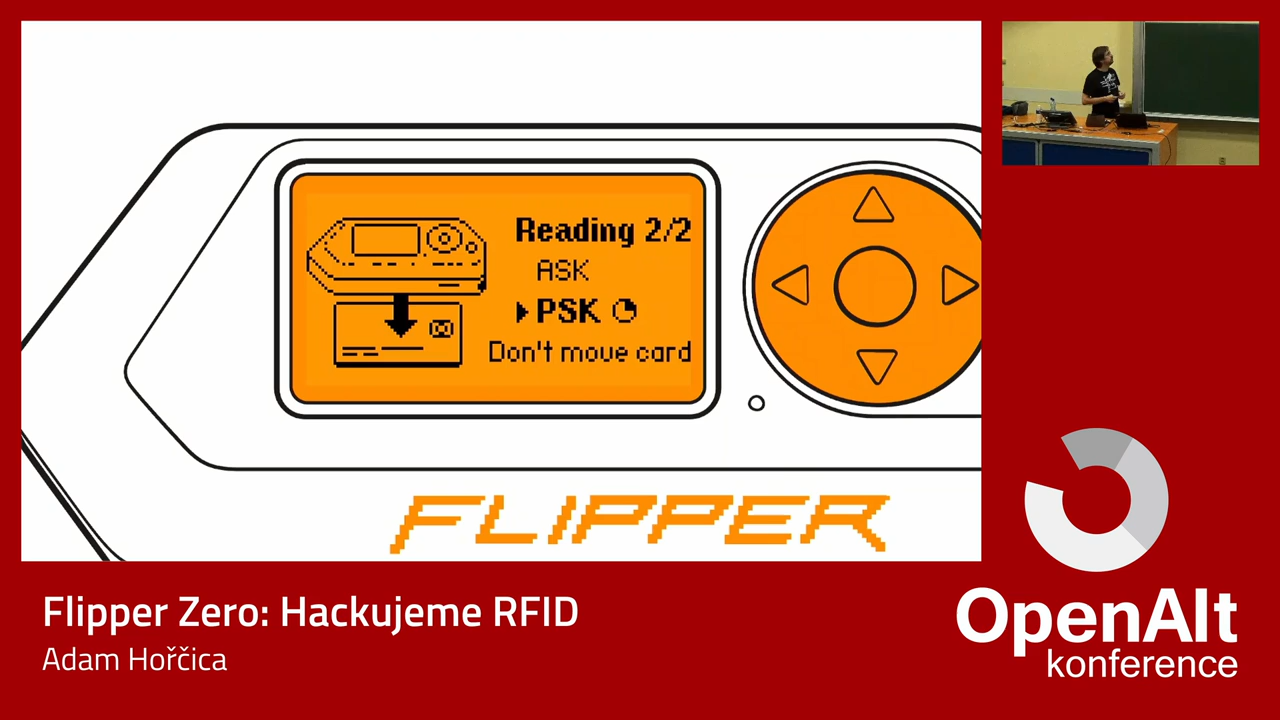 Reading 2/2
ASK
PSK
Don't move card
FLIPPER
Flipper Zero: Hackujeme RFID
Adam Hořčica
OpenAlt
konference